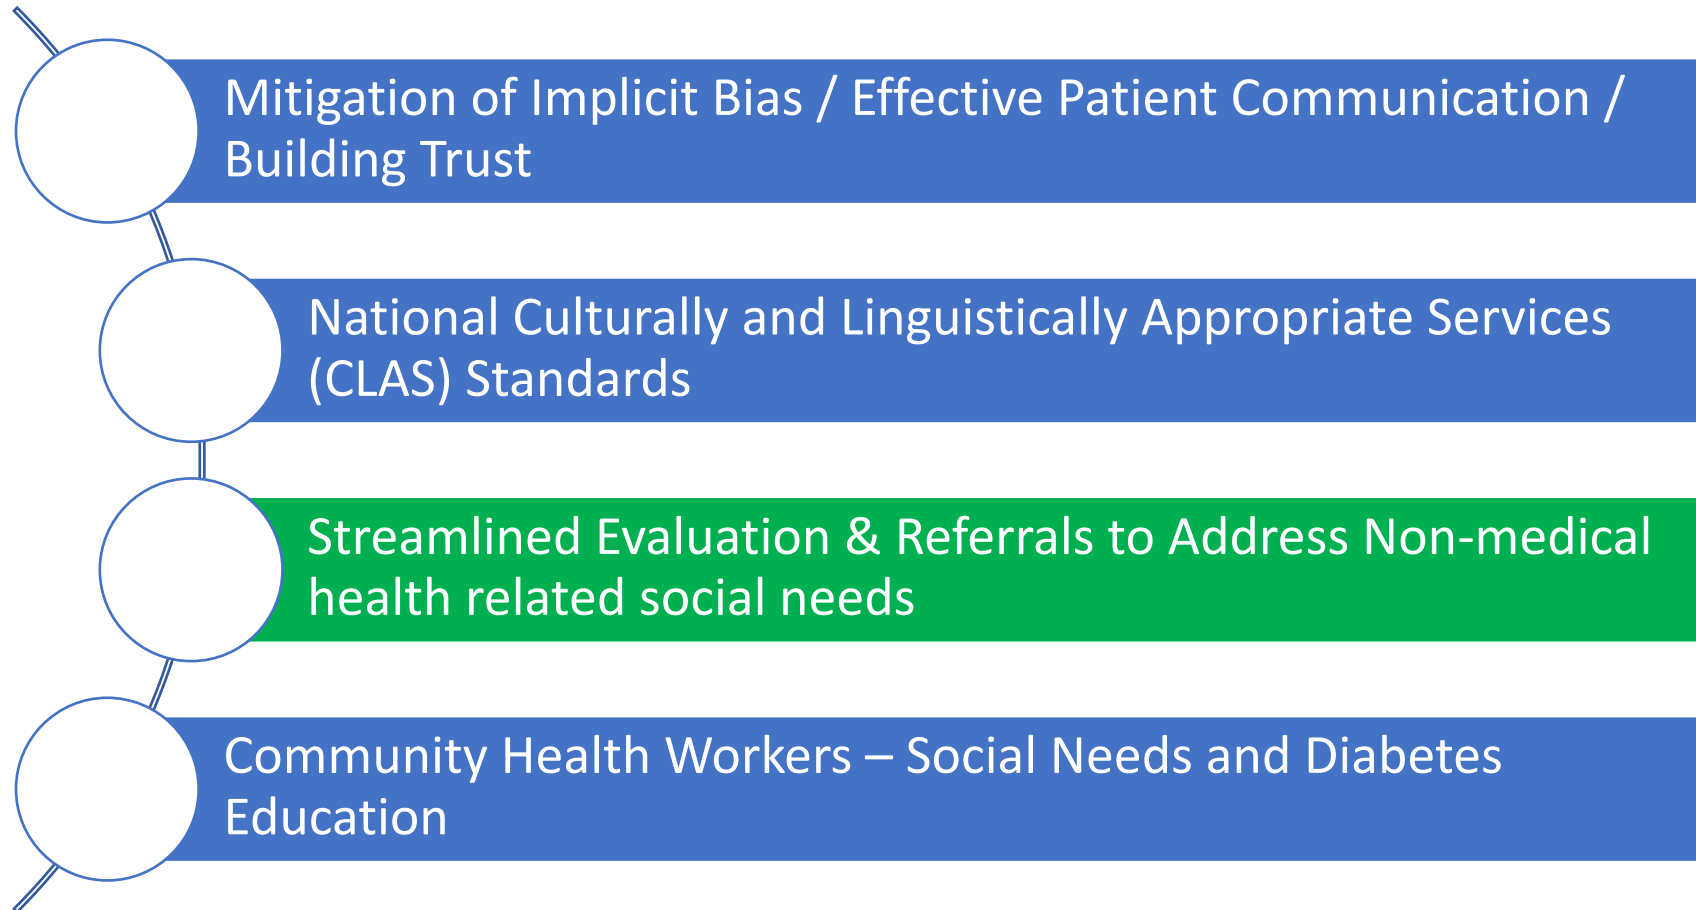 Mitigation of Implicit Bias / Effective Patient Communication /
Building Trust
National Culturally and Linguistically Appropriate Services
(CLAS) Standards
Streamlined Evaluation & Referrals to Address Non-medical
health related social needs
Community Health Workers – Social Needs and Diabetes
Education